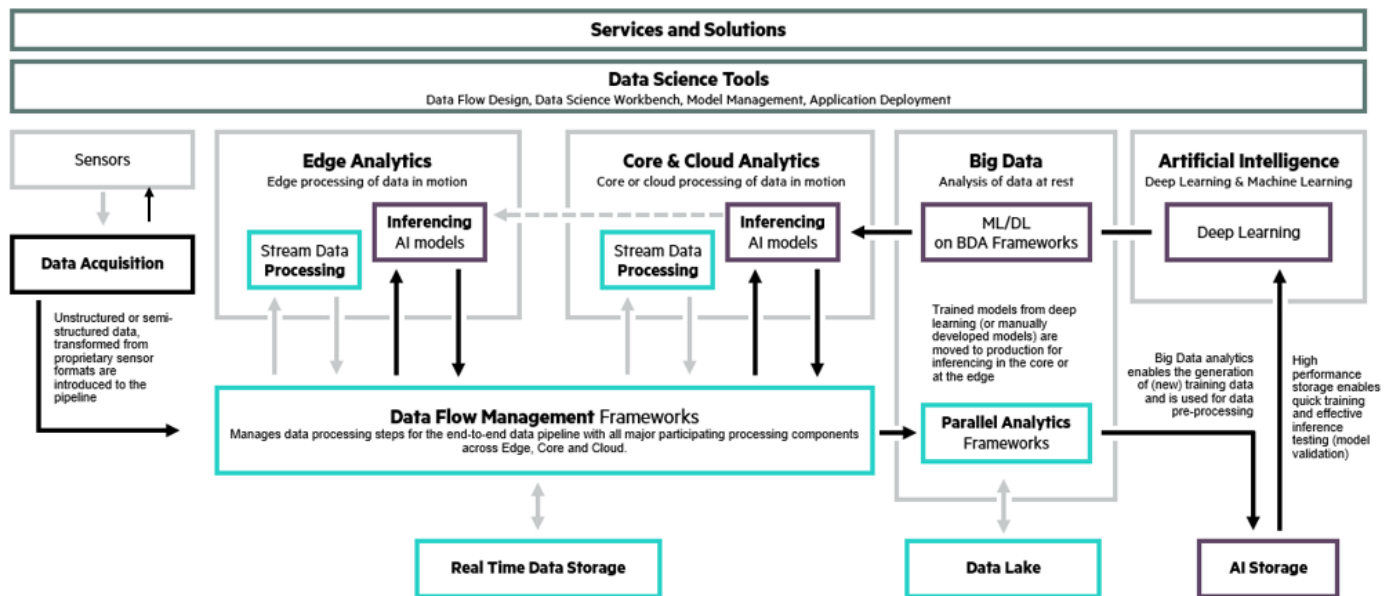 Services and Solutions
Data Science Tools
Data Flow Design, Data Science Workbench, Model Management, Application Deployment
Sensors
Data Acquisition
Unstructured or semi-
structured data,
transformed from
proprietary sensor
formats are
introduced to the
pipeline
Edge Analytics
Edge processing of data in motion
Inferencing
AI models
Stream Data
Processing
Core & Cloud Analytics
Core or cloud processing of data in motion
Inferencing
AI models
Stream Data
Processing
Big Data
Analysis of data at rest
ML/DL
on BDA Frameworks
Trained models from deep
learning (or manually
developed models) are
moved to production for
inferencing in the core or
at the edge
Artificial Intelligence
Deep Learning & Machine Learning
Deep Learning
Big Data analytics
enables the generation
of (new) training data
and is used for data
pre-processing
High
performance
storage enables
quick training
and effective
inference
testing (model
validation)
Data Flow Management Frameworks
Manages data processing steps for the end-to-end data pipeline with all major participating processing components
across Edge, Core and Cloud.
Parallel Analytics
Frameworks
Real Time Data Storage
Data Lake
AI Storage